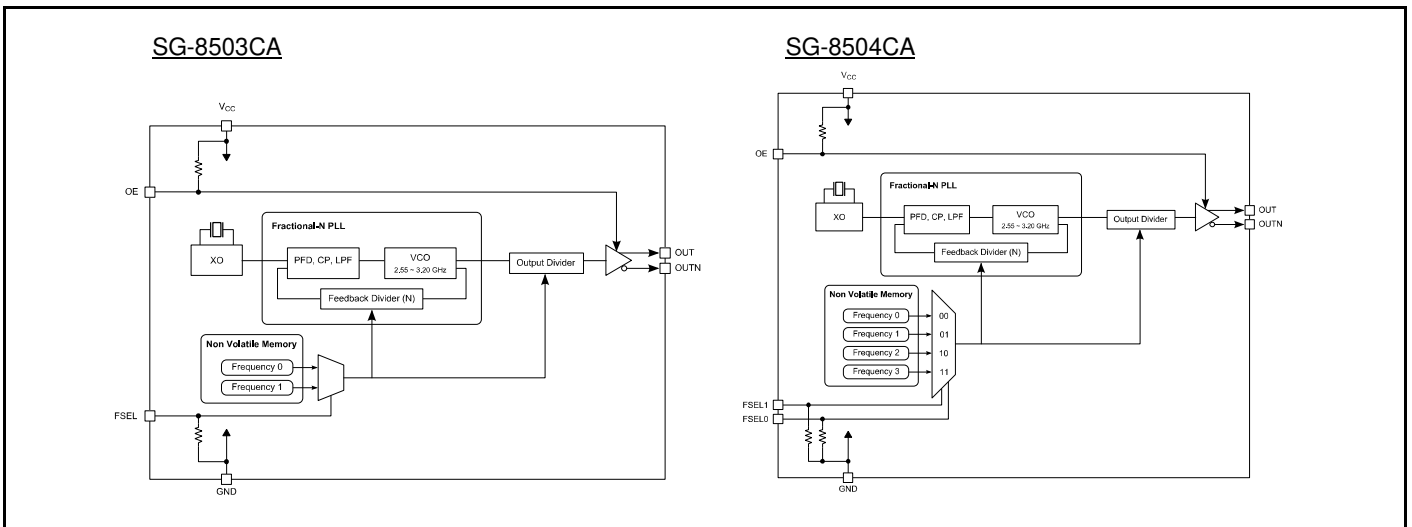 SG-8503CA
VCC
OE
XO
Fractional-N PLL
PFD, CP, LPF
VCO
2.55 ~ 3.20 GHz
Feedback Divider (N)
Output Divider
OUT
OUTN
Non Volatile Memory
Frequency 0
Frequency 1
FSEL
GND
SG-8504CA
VCC
OE
XO
Fractional-N PLL
PFD, CP, LPF
VCO
2.55 ~ 3.20 GHz
Feedback Divider (N)
Output Divider
OUT
OUTN
Non Volatile Memory
Frequency 0
00
Frequency 1
01
Frequency 2
10
Frequency 3
11
FSEL1
FSEL0
GND